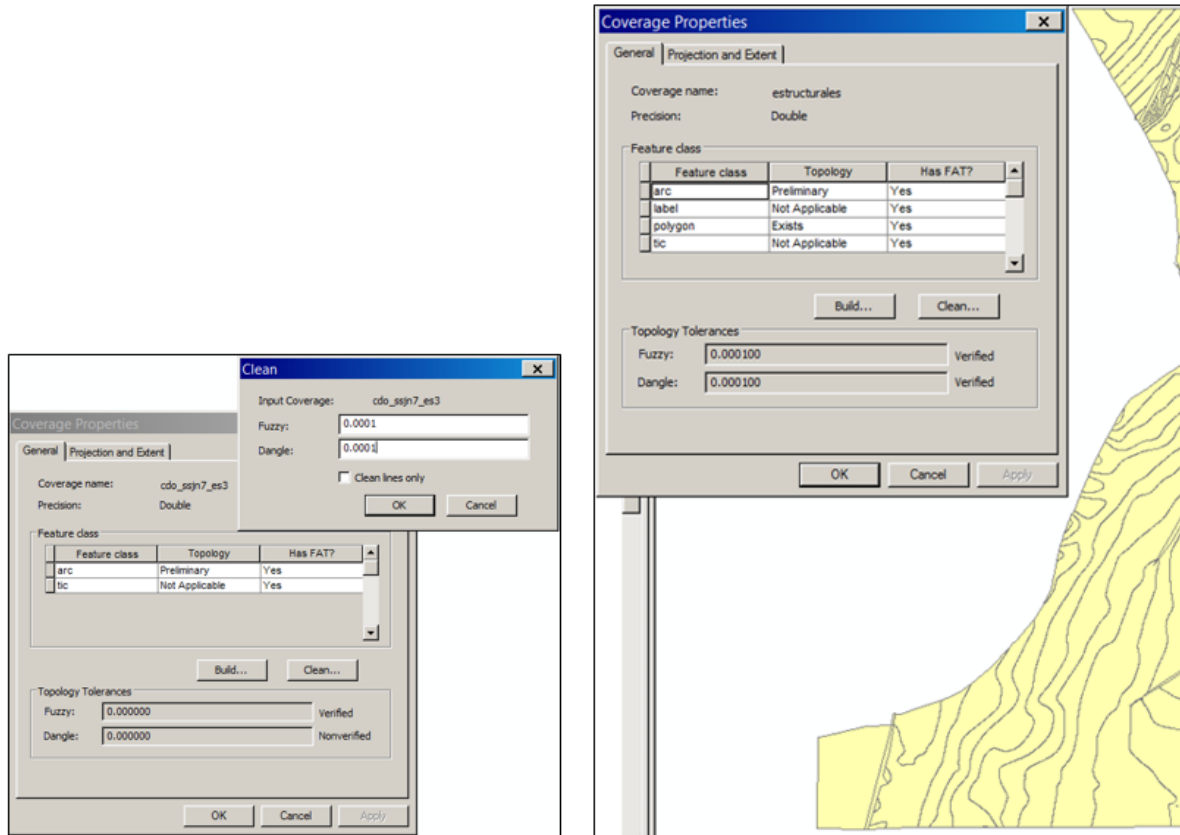 Clean
Input Coverage: cdo_ssjn7_es3
Fuzzy: 0.0001
Dangle: 0.0001
Clean lines only
OK Cancel
Coverage Properties
General Projection and Extent
Coverage name: cdo_ssjn7_es3
Precision: Double
Feature class
Feature class Topology Has FAT?
arc Preliminary Yes
tic Not Applicable Yes
Build... Clean...
Topology Tolerances
Fuzzy: 0.000000 Verified
Dangle: 0.000000 Nonverified
OK Cancel Apply
Coverage Properties
General Projection and Extent
Coverage name: estructurales
Precision: Double
Feature class
Feature class Topology Has FAT?
arc Preliminary Yes
label Not Applicable Yes
polygon Exists Yes
tic Not Applicable Yes
Build... Clean...
Topology Tolerances
Fuzzy: 0.000100 Verified
Dangle: 0.000100 Verified
OK Cancel Apply